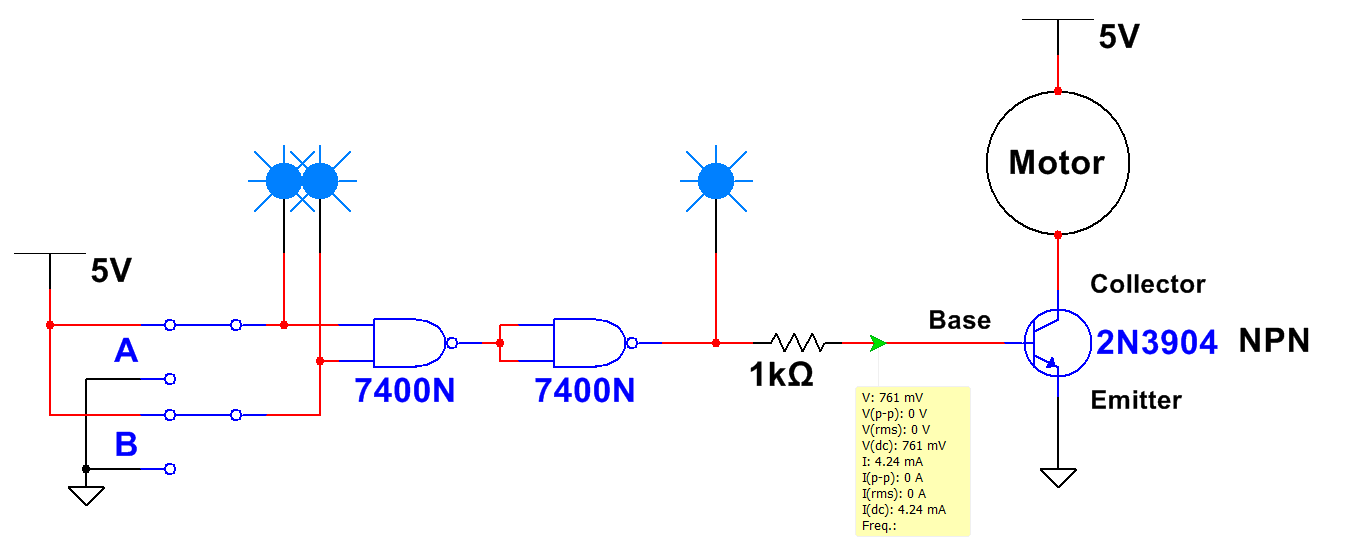 5V
Motor
5V
Collector
A
Base
2N3904 NPN
7400N
7400N
1kΩ
Emitter
B
V: 761 mV
V(p-p): 0 V
V(rms): 0 V
V(dc): 761 mV
I: 4.24 mA
I(p-p): 0 A
I(rms): 0 A
I(dc): 4.24 mA
Freq.: